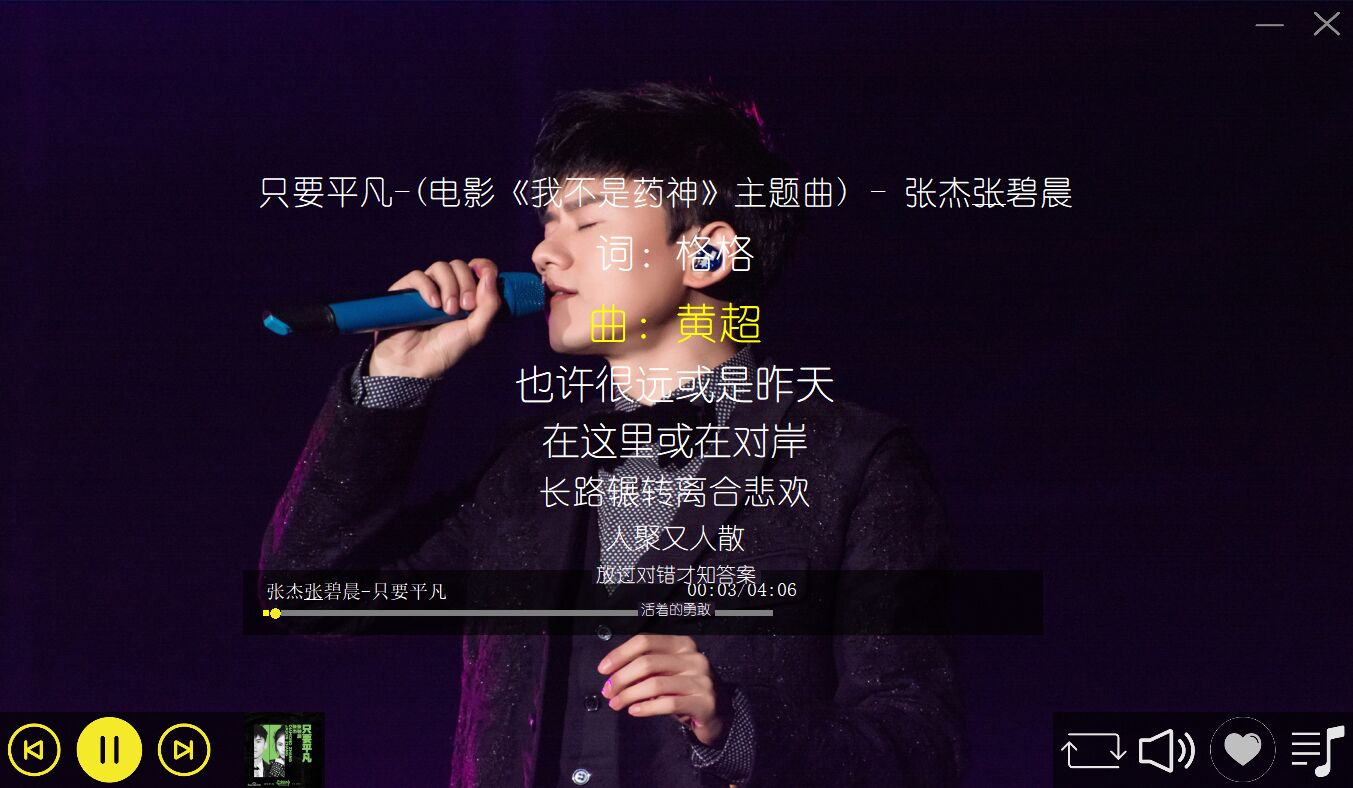 只要平凡-(电影《我不是药神》主题曲) - 张杰张碧晨
词: 格格
曲: 黄超
也许很远或是昨天
在这里或在对岸
长路辗转离合悲欢
人聚又人散
放过对错才知答案
张杰张碧晨-只要平凡
00:03/04:06
活着的勇敢
只要平凡